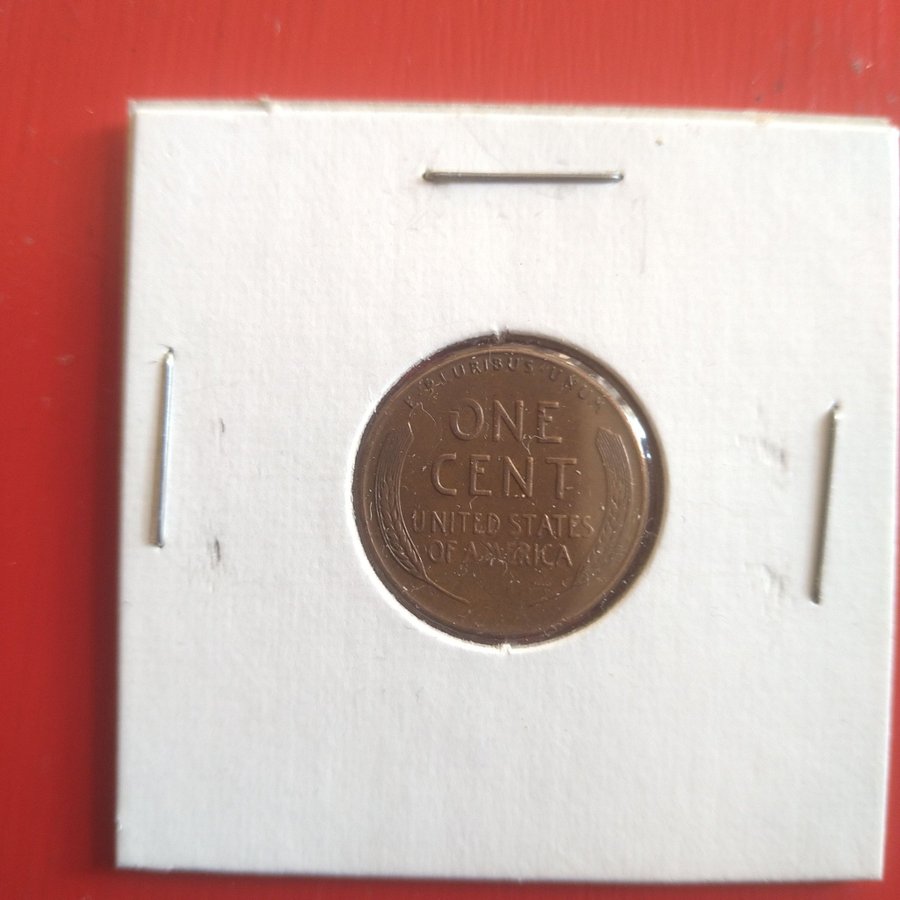 E·PLURIBUS·UNUM
ONE
CENT
UNITED STATES
OF AMERICA